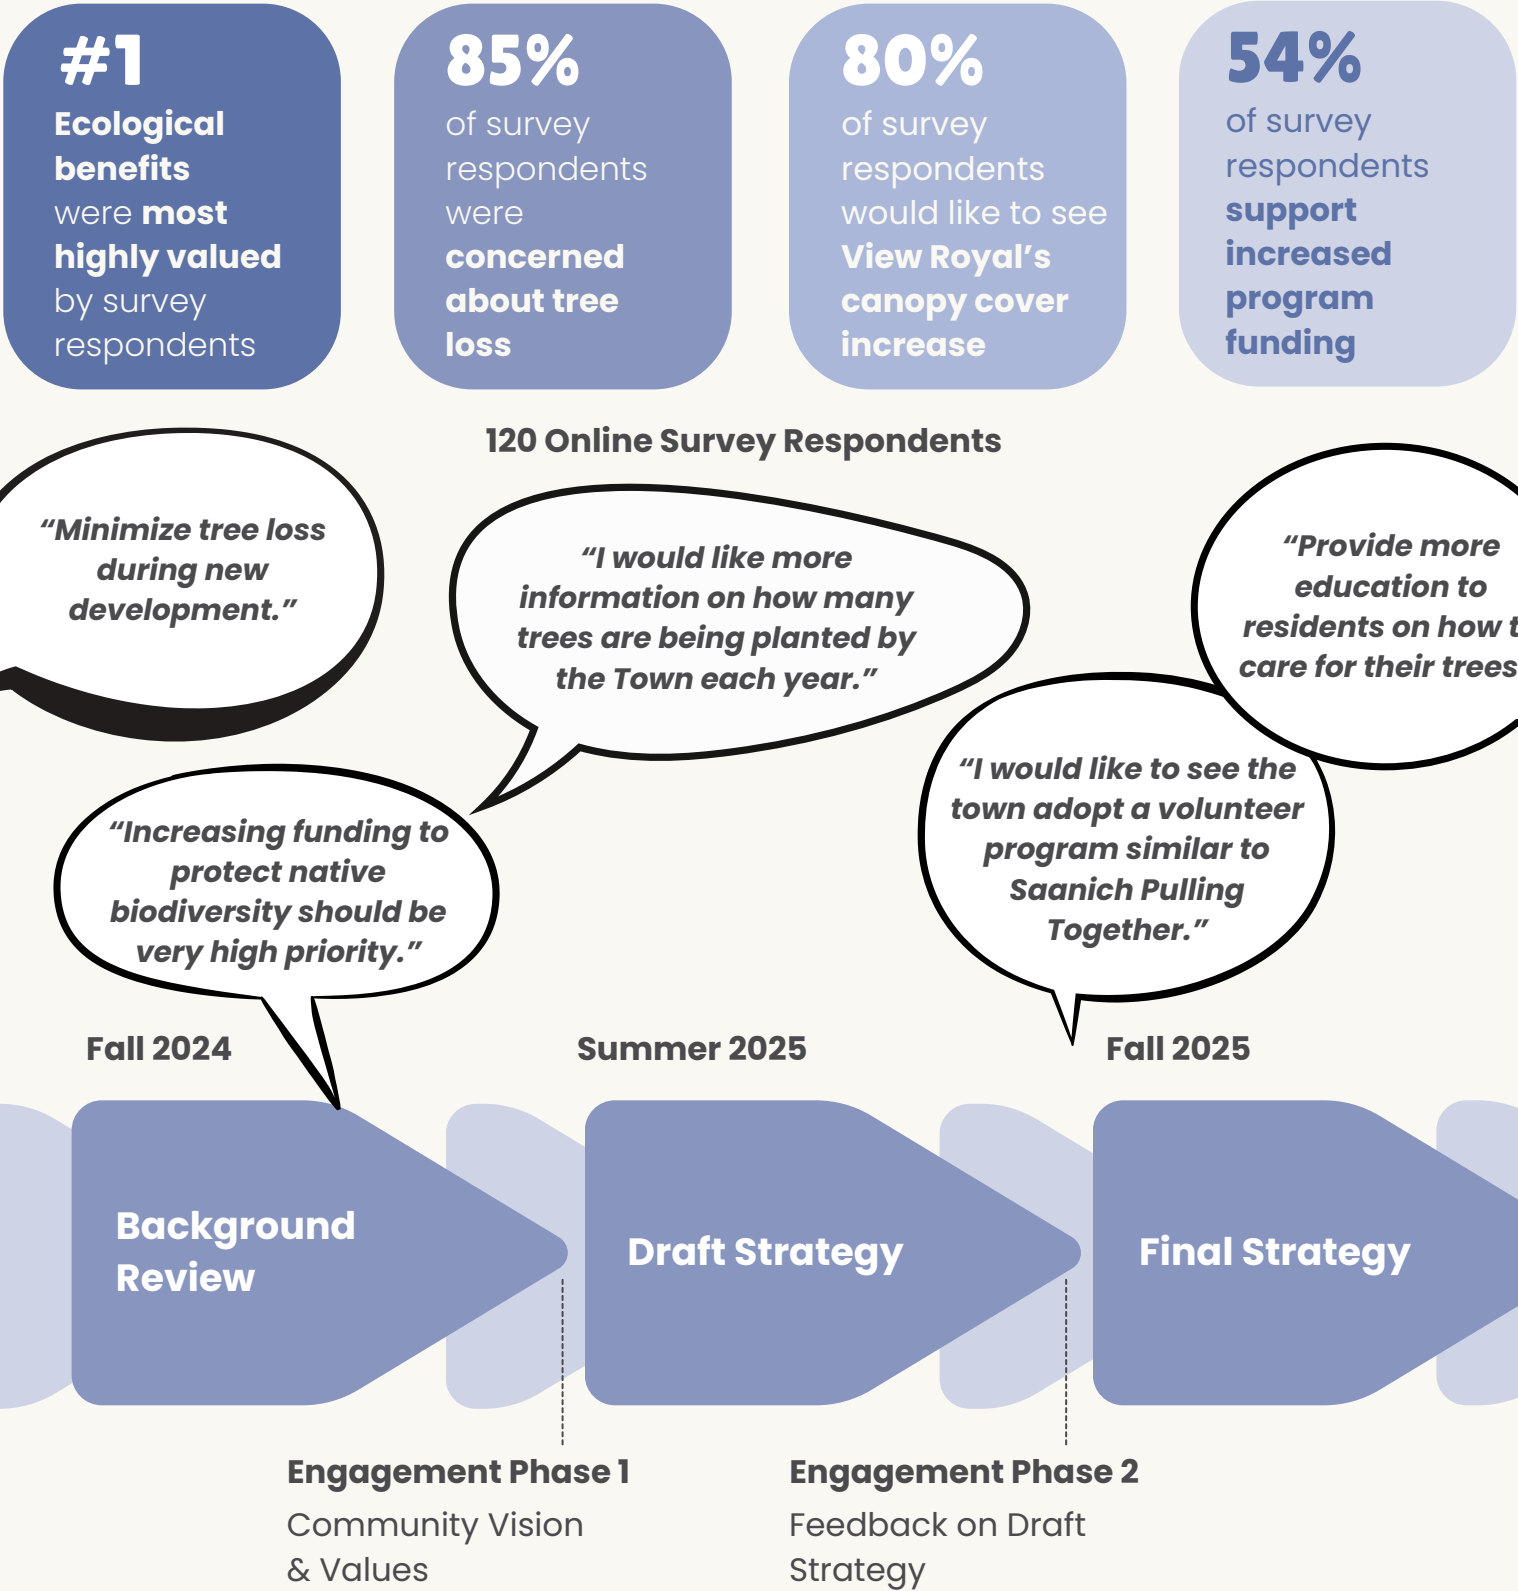 #1
Ecological
benefits
were most
highly valued
by survey
respondents
85%
of survey
respondents
were
concerned
about tree
loss
80%
of survey
respondents
would like to see
View Royal’s
canopy cover
increase
54%
of survey
respondents
support
increased
program
funding
120 Online Survey Respondents
“Minimize tree loss
during new
development.”
“I would like more
information on how many
trees are being planted by
the Town each year.”
“Provide more
education to
residents on how t
care for their trees
“Increasing funding to
protect native
biodiversity should be
very high priority.”
“I would like to see the
town adopt a volunteer
program similar to
Saanich Pulling
Together.”
Fall 2024
Summer 2025
Fall 2025
Background
Review
Draft Strategy
Final Strategy
Engagement Phase 1
Community Vision
& Values
Engagement Phase 2
Feedback on Draft
Strategy